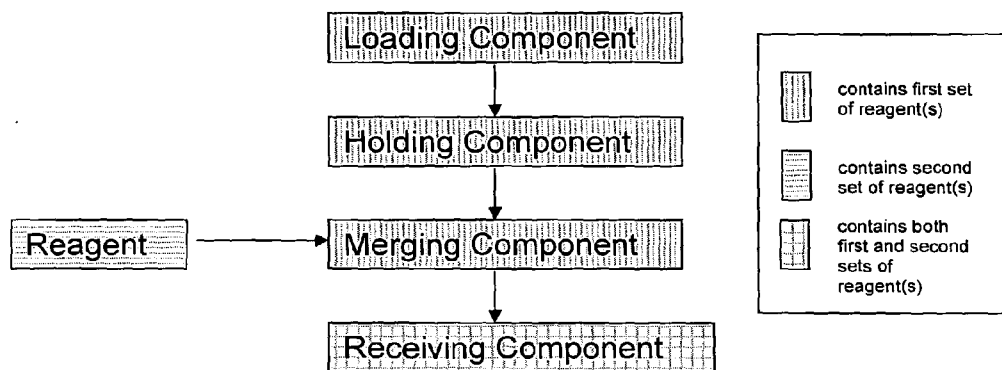 Loading Component
Holding Component
Reagent
Merging Component
Receiving Component
contains first set
of reagent(s)
contains second
set of reagent(s)
contains both
first and second
sets of
reagent(s)